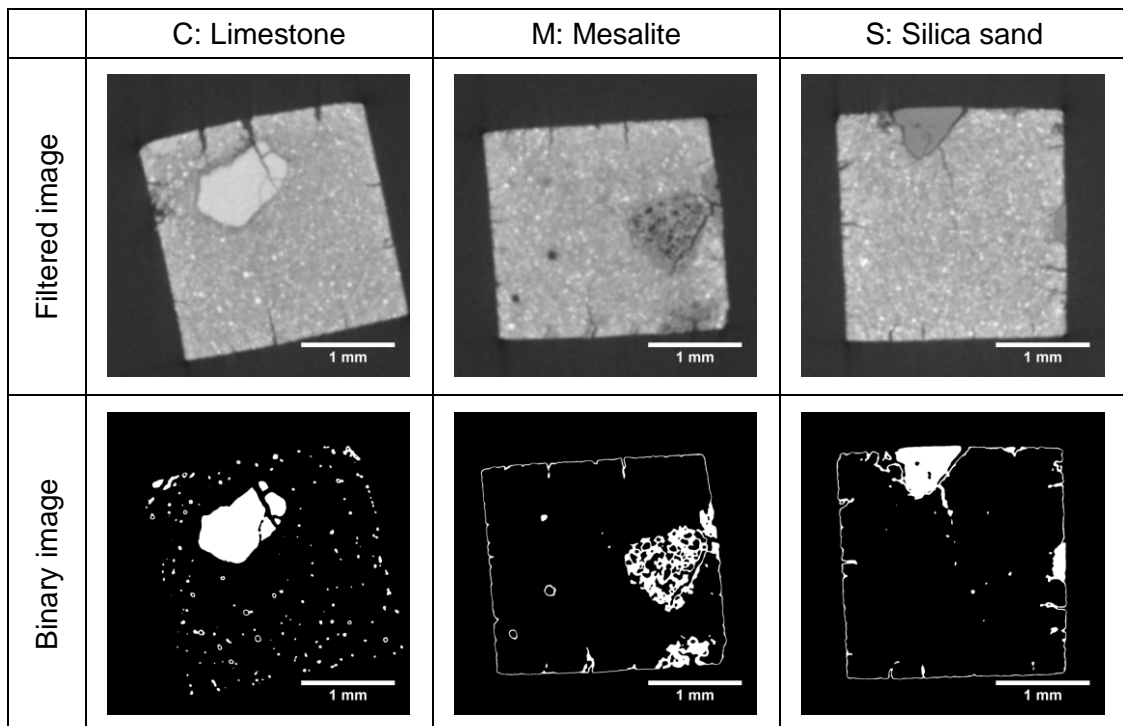 C: Limestone
M: Mesalite
S: Silica sand
Filtered image
1 mm
1 mm
1 mm
Binary image
1 mm
1 mm
1 mm